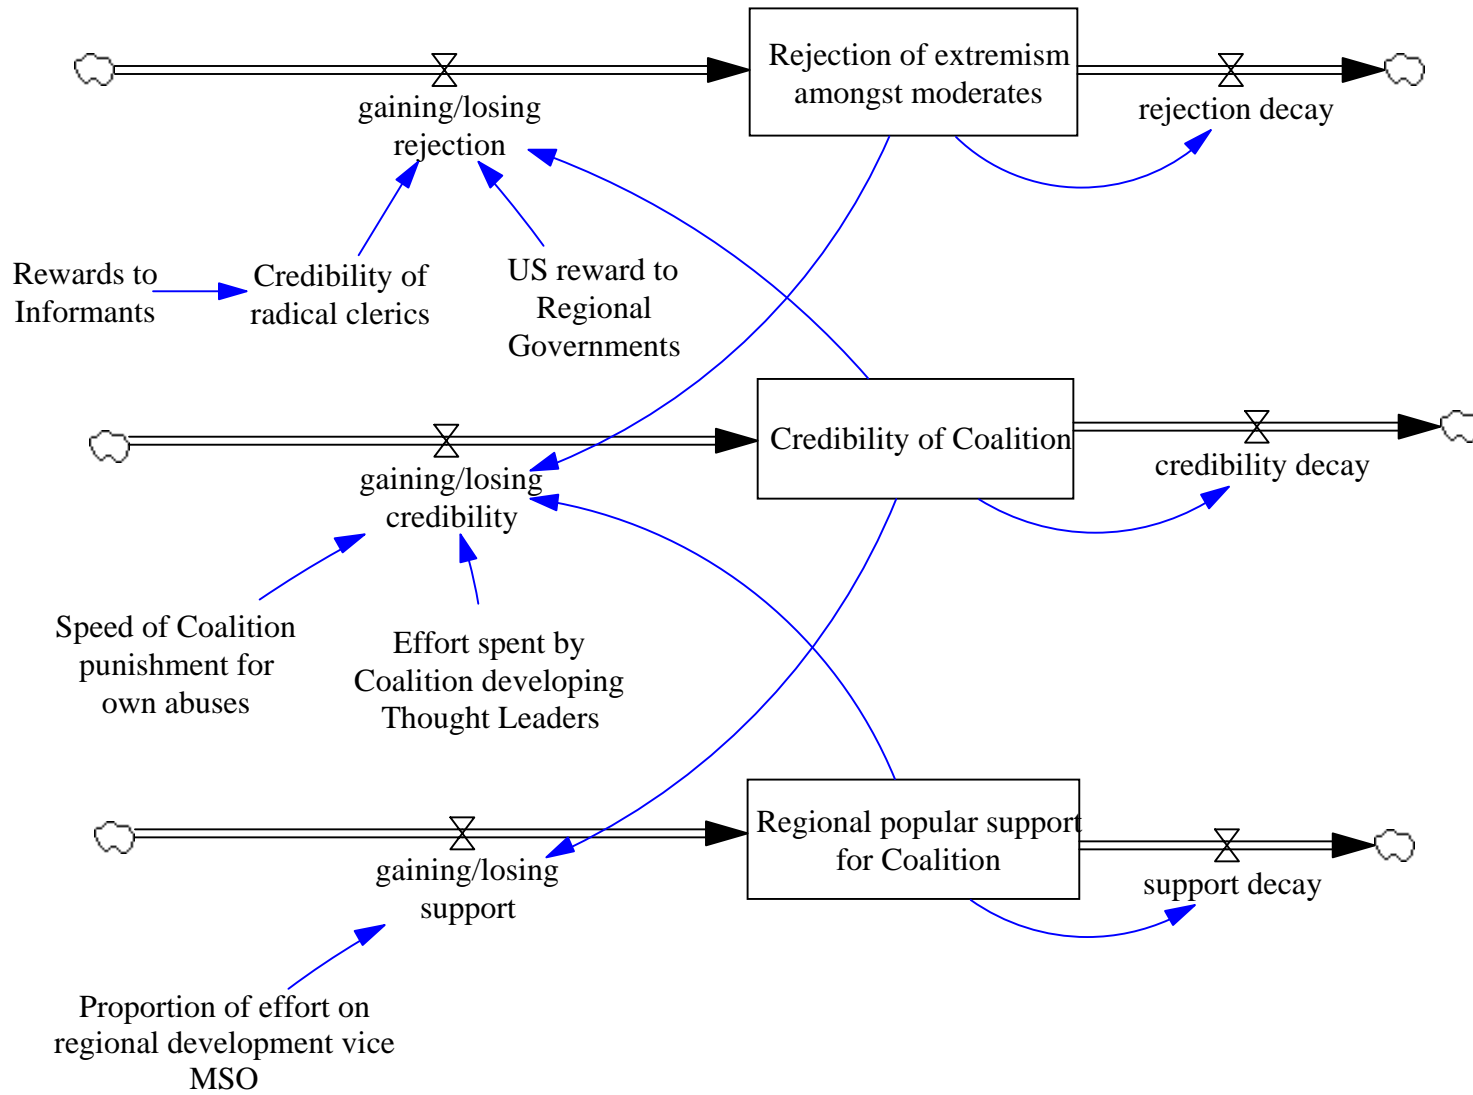 Rejection of extremism
amongst moderates
gaining/losing
rejection
rejection decay
Rewards to
Informants
Credibility of
radical clerics
US reward to
Regional
Governments
Credibility of Coalition
gaining/losing
credibility
credibility decay
Speed of Coalition
punishment for
own abuses
Effort spent by
Coalition developing
Thought Leaders
Regional popular support
for Coalition
gaining/losing
support
support decay
Proportion of effort on
regional development vice
MSO